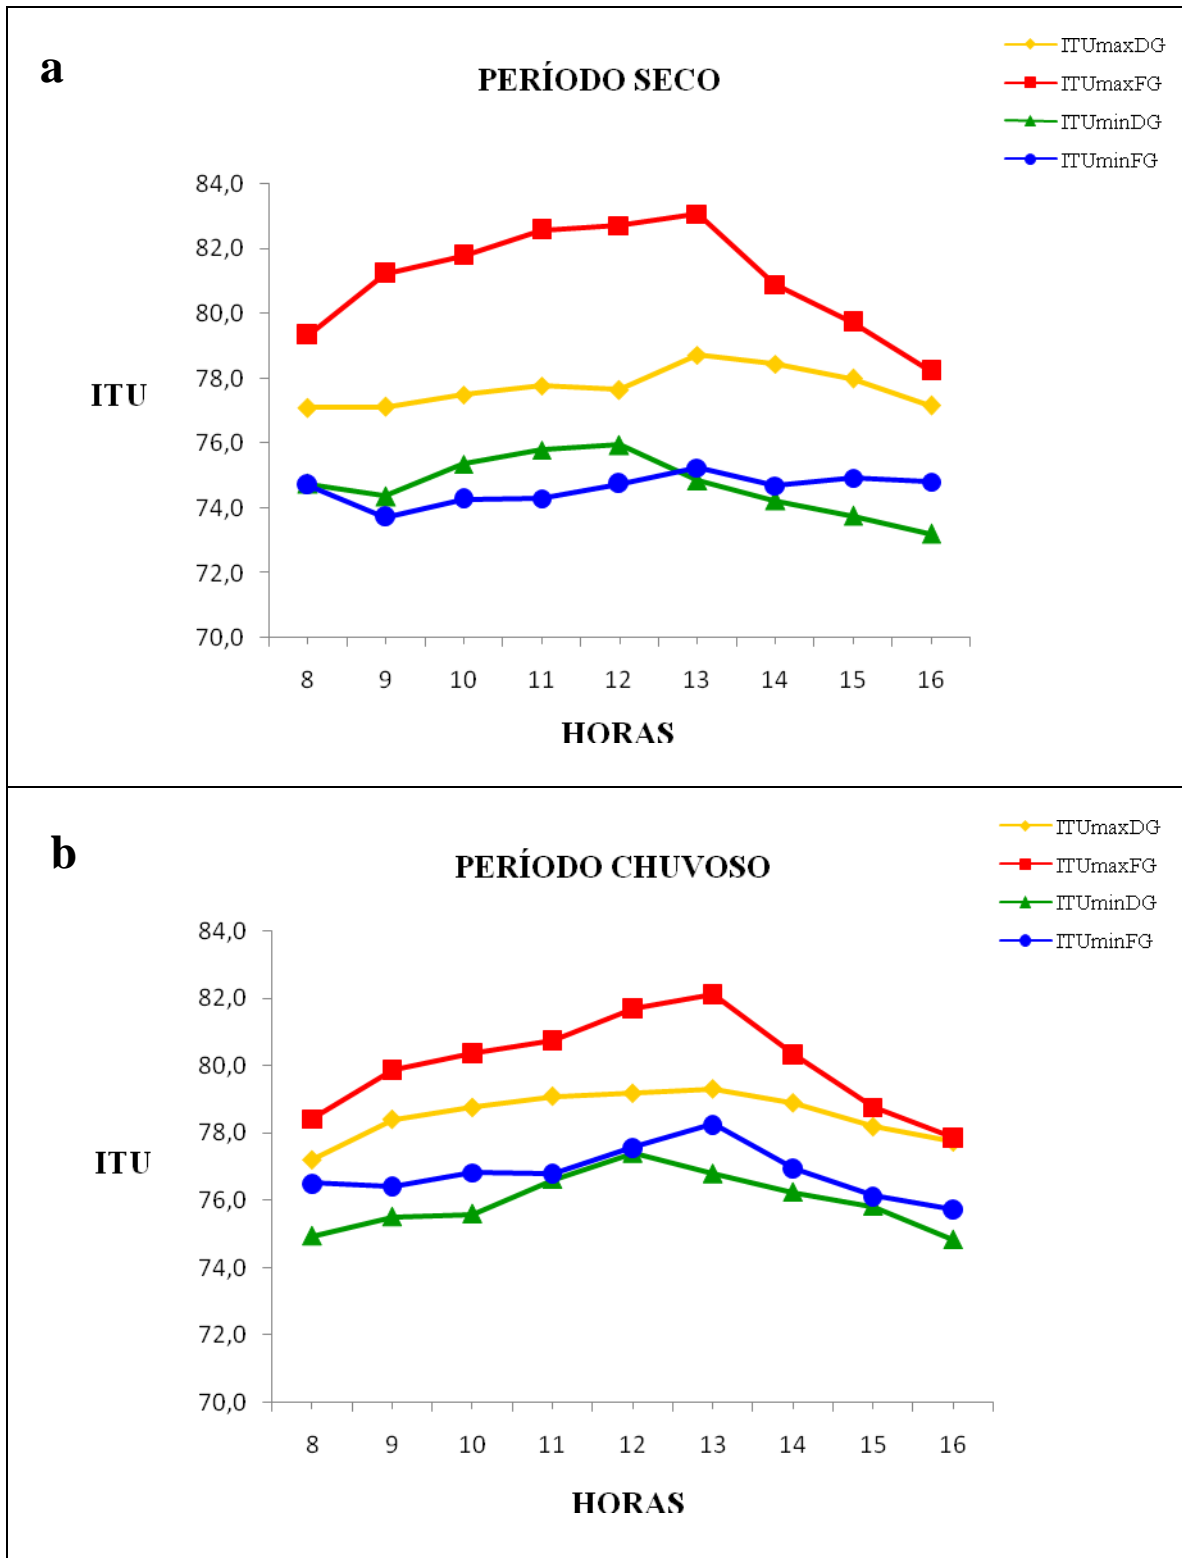 a
PERÍODO SECO
ITUmaxDG
ITUmaxFG
ITUminDG
ITUminFG
84,0
82,0
80,0
78,0
76,0
74,0
72,0
70,0
ITU
8 9 10 11 12 13 14 15 16
HORAS
b
PERÍODO CHUVOSO
ITUmaxDG
ITUmaxFG
ITUminDG
ITUminFG
84,0
82,0
80,0
78,0
76,0
74,0
72,0
70,0
ITU
8 9 10 11 12 13 14 15 16
HORAS